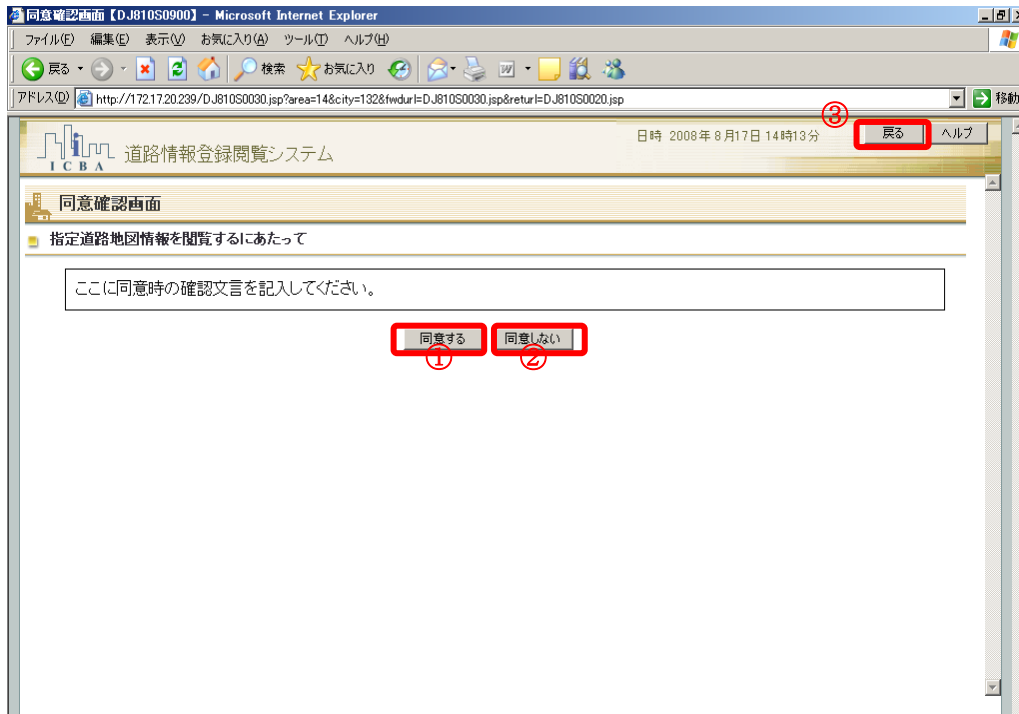 同意確認画面【DJ810S0900】 - Microsoft Internet Explorer
ファイル(F) 編集(E) 表示(V) お気に入り(A) ツール(T) ヘルプ(H)
戻る 検索 お気に入り
アドレス(D) http://172.17.20.239/DJ810S0030.jsp?area=14&city=132&fwdurl=DJ810S0030.jsp&returl=DJ810S0020.jsp 移動
③
ICBA 道路情報登録閲覧システム 日時 2008年8月17日 14時13分 戻る ヘルプ
同意確認画面
指定道路地図情報を閲覧するにあたって
ここに同意時の確認文言を記入してください。
同意する 同意しない
① ②